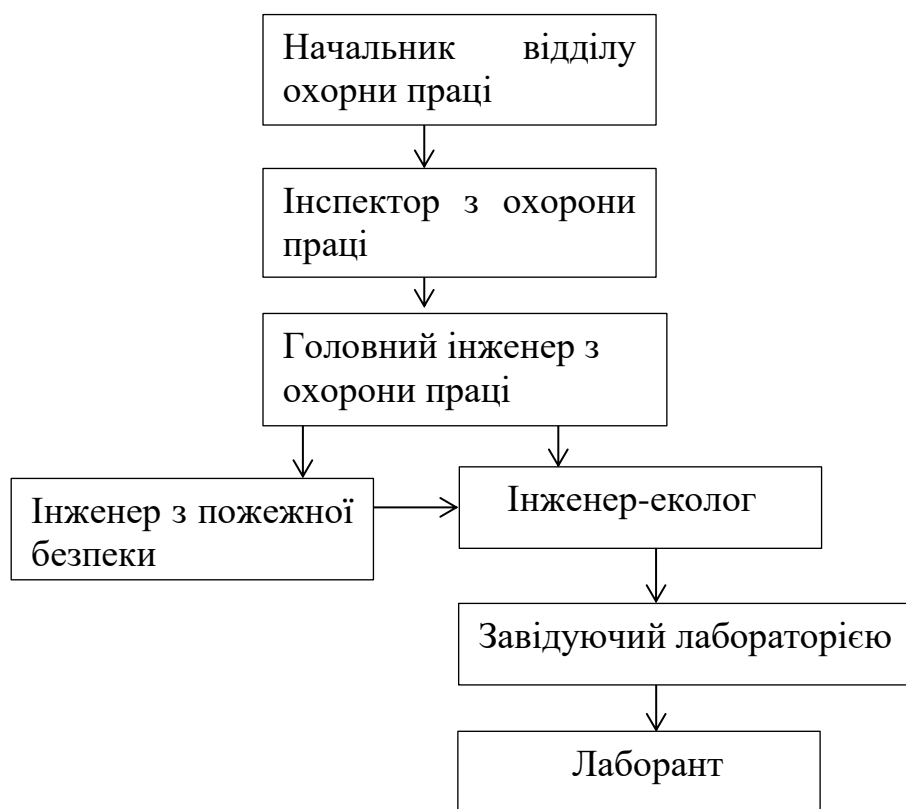 Начальник відділу
охорни праці
Інспектор з охорони
праці
Головний інженер з
охорони праці
Інженер з пожежної
безпеки
Інженер-еколог
Завідуючий лабораторією
Лаборант